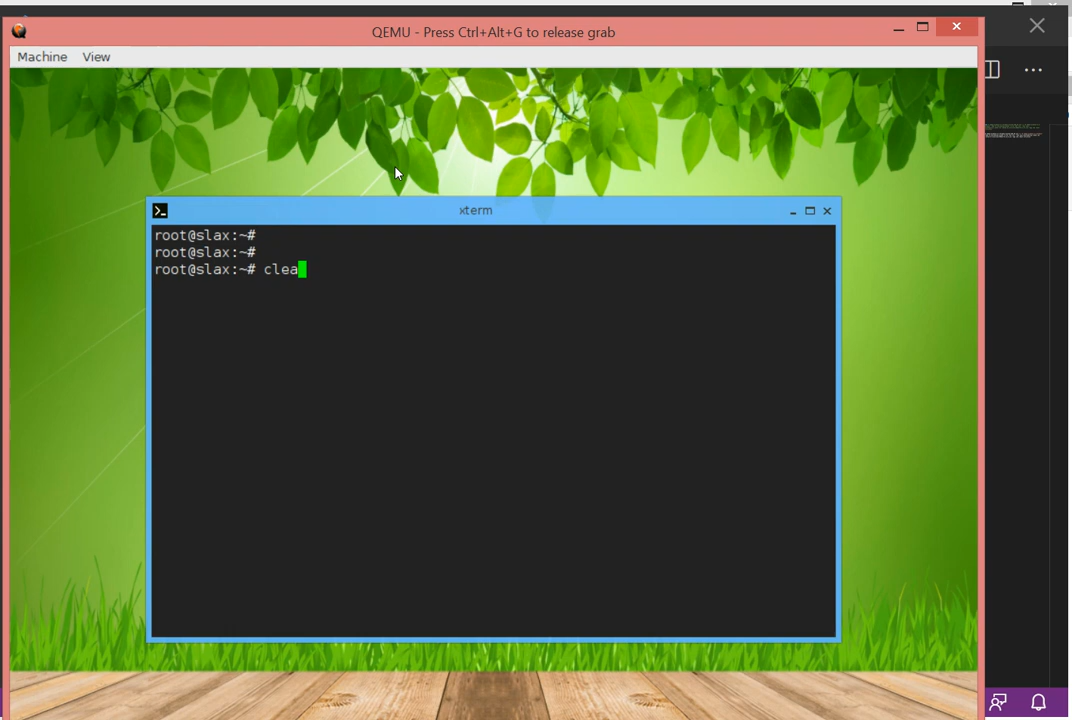 QEMU - Press Ctrl+Alt+G to release grab
Machine View
xterm
root@slax:~#
root@slax:~#
root@slax:~# clea